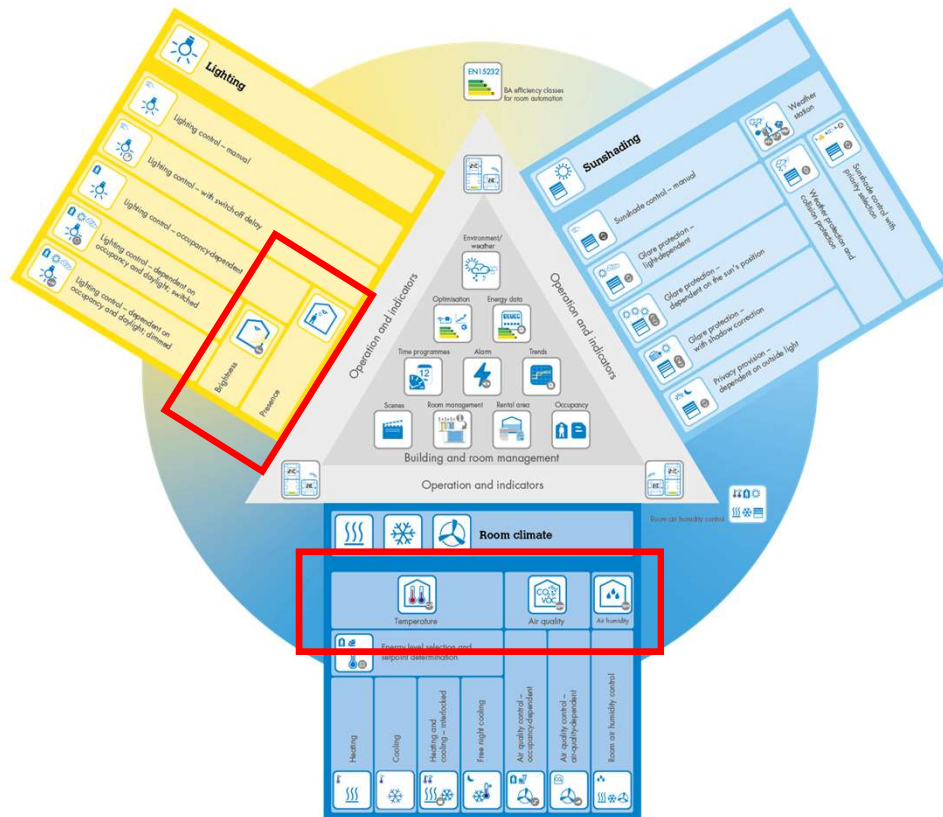 EN15232
BA efficiency classes
for room automation
Lighting
Lighting control – manual
Lighting control – with switch-off delay
Lighting control – occupancy-dependent
Lighting control – dependent on
occupancy and daylight, switched
Lighting control – dependent on
occupancy and daylight, dimmed
Brightness
Presence
Sunshading
Weather
station
Sunshade control – manual
Glare protection –
light-dependent
Glare protection –
dependent on the sun's position
Glare protection –
with shadow correction
Privacy provision –
dependent on outside light
Weather protection and
collision protection
Sunshade control with
priority selection
Operation and indicators
Operation and indicators
Environment/
weather
Optimisation
Energy data
Time programmes
Alarm
Trends
12
Scenes
Room management
Rental area
Occupancy
Building and room management
Operation and indicators
Room air humidity control
Room climate
Temperature
CO₂
VOC
Air quality
Air humidity
Energy level selection and
setpoint determination
Heating
Cooling
Heating and
cooling – interlocked
Free night cooling
Air quality control –
occupancy-dependent
Air quality control –
air-quality-dependent
Room air humidity control